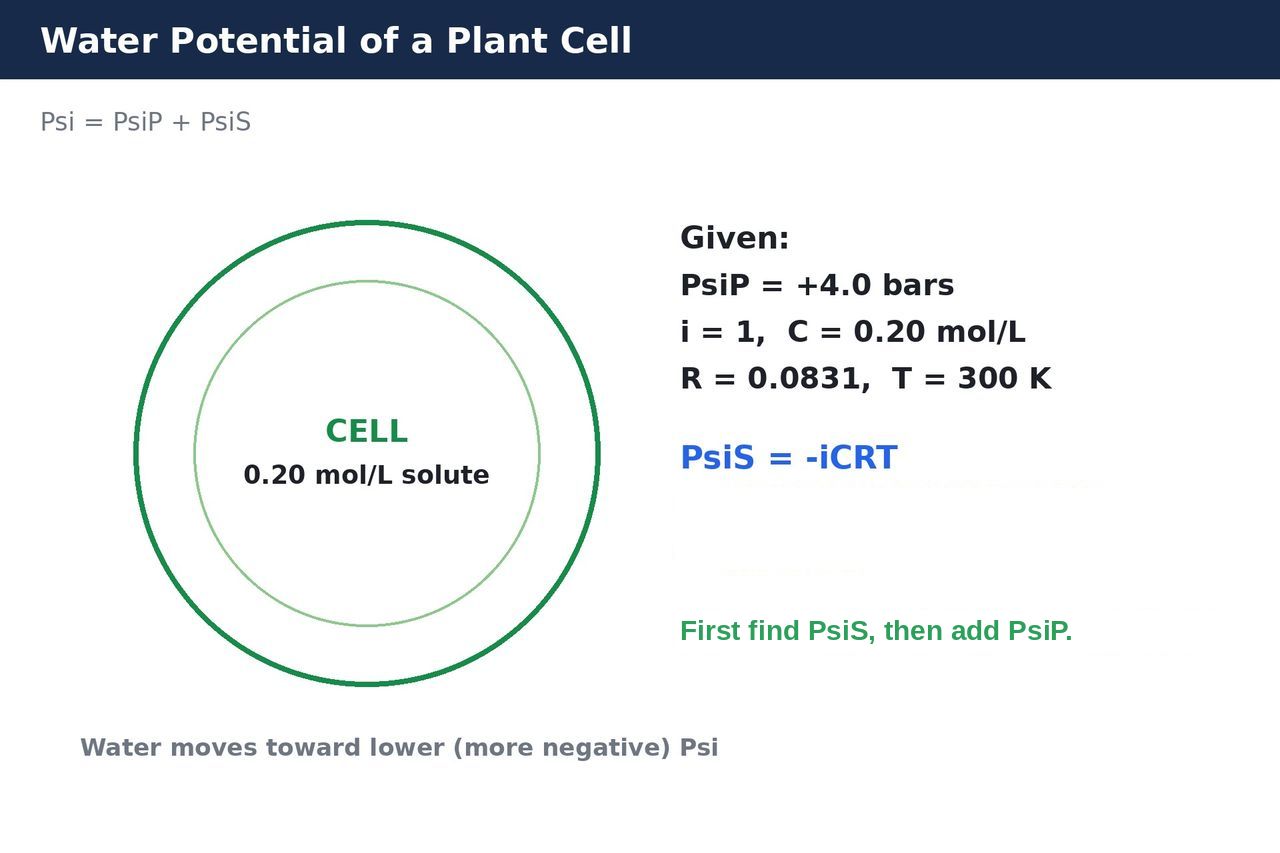 Water Potential of a Plant Cell
Psi = PsiP + PsiS
Given:
PsiP = +4.0 bars
i = 1,  C = 0.20 mol/L
R = 0.0831,  T = 300 K
CELL
0.20 mol/L solute
PsiS = -iCRT
First find PsiS, then add PsiP.
Water moves toward lower (more negative) Psi